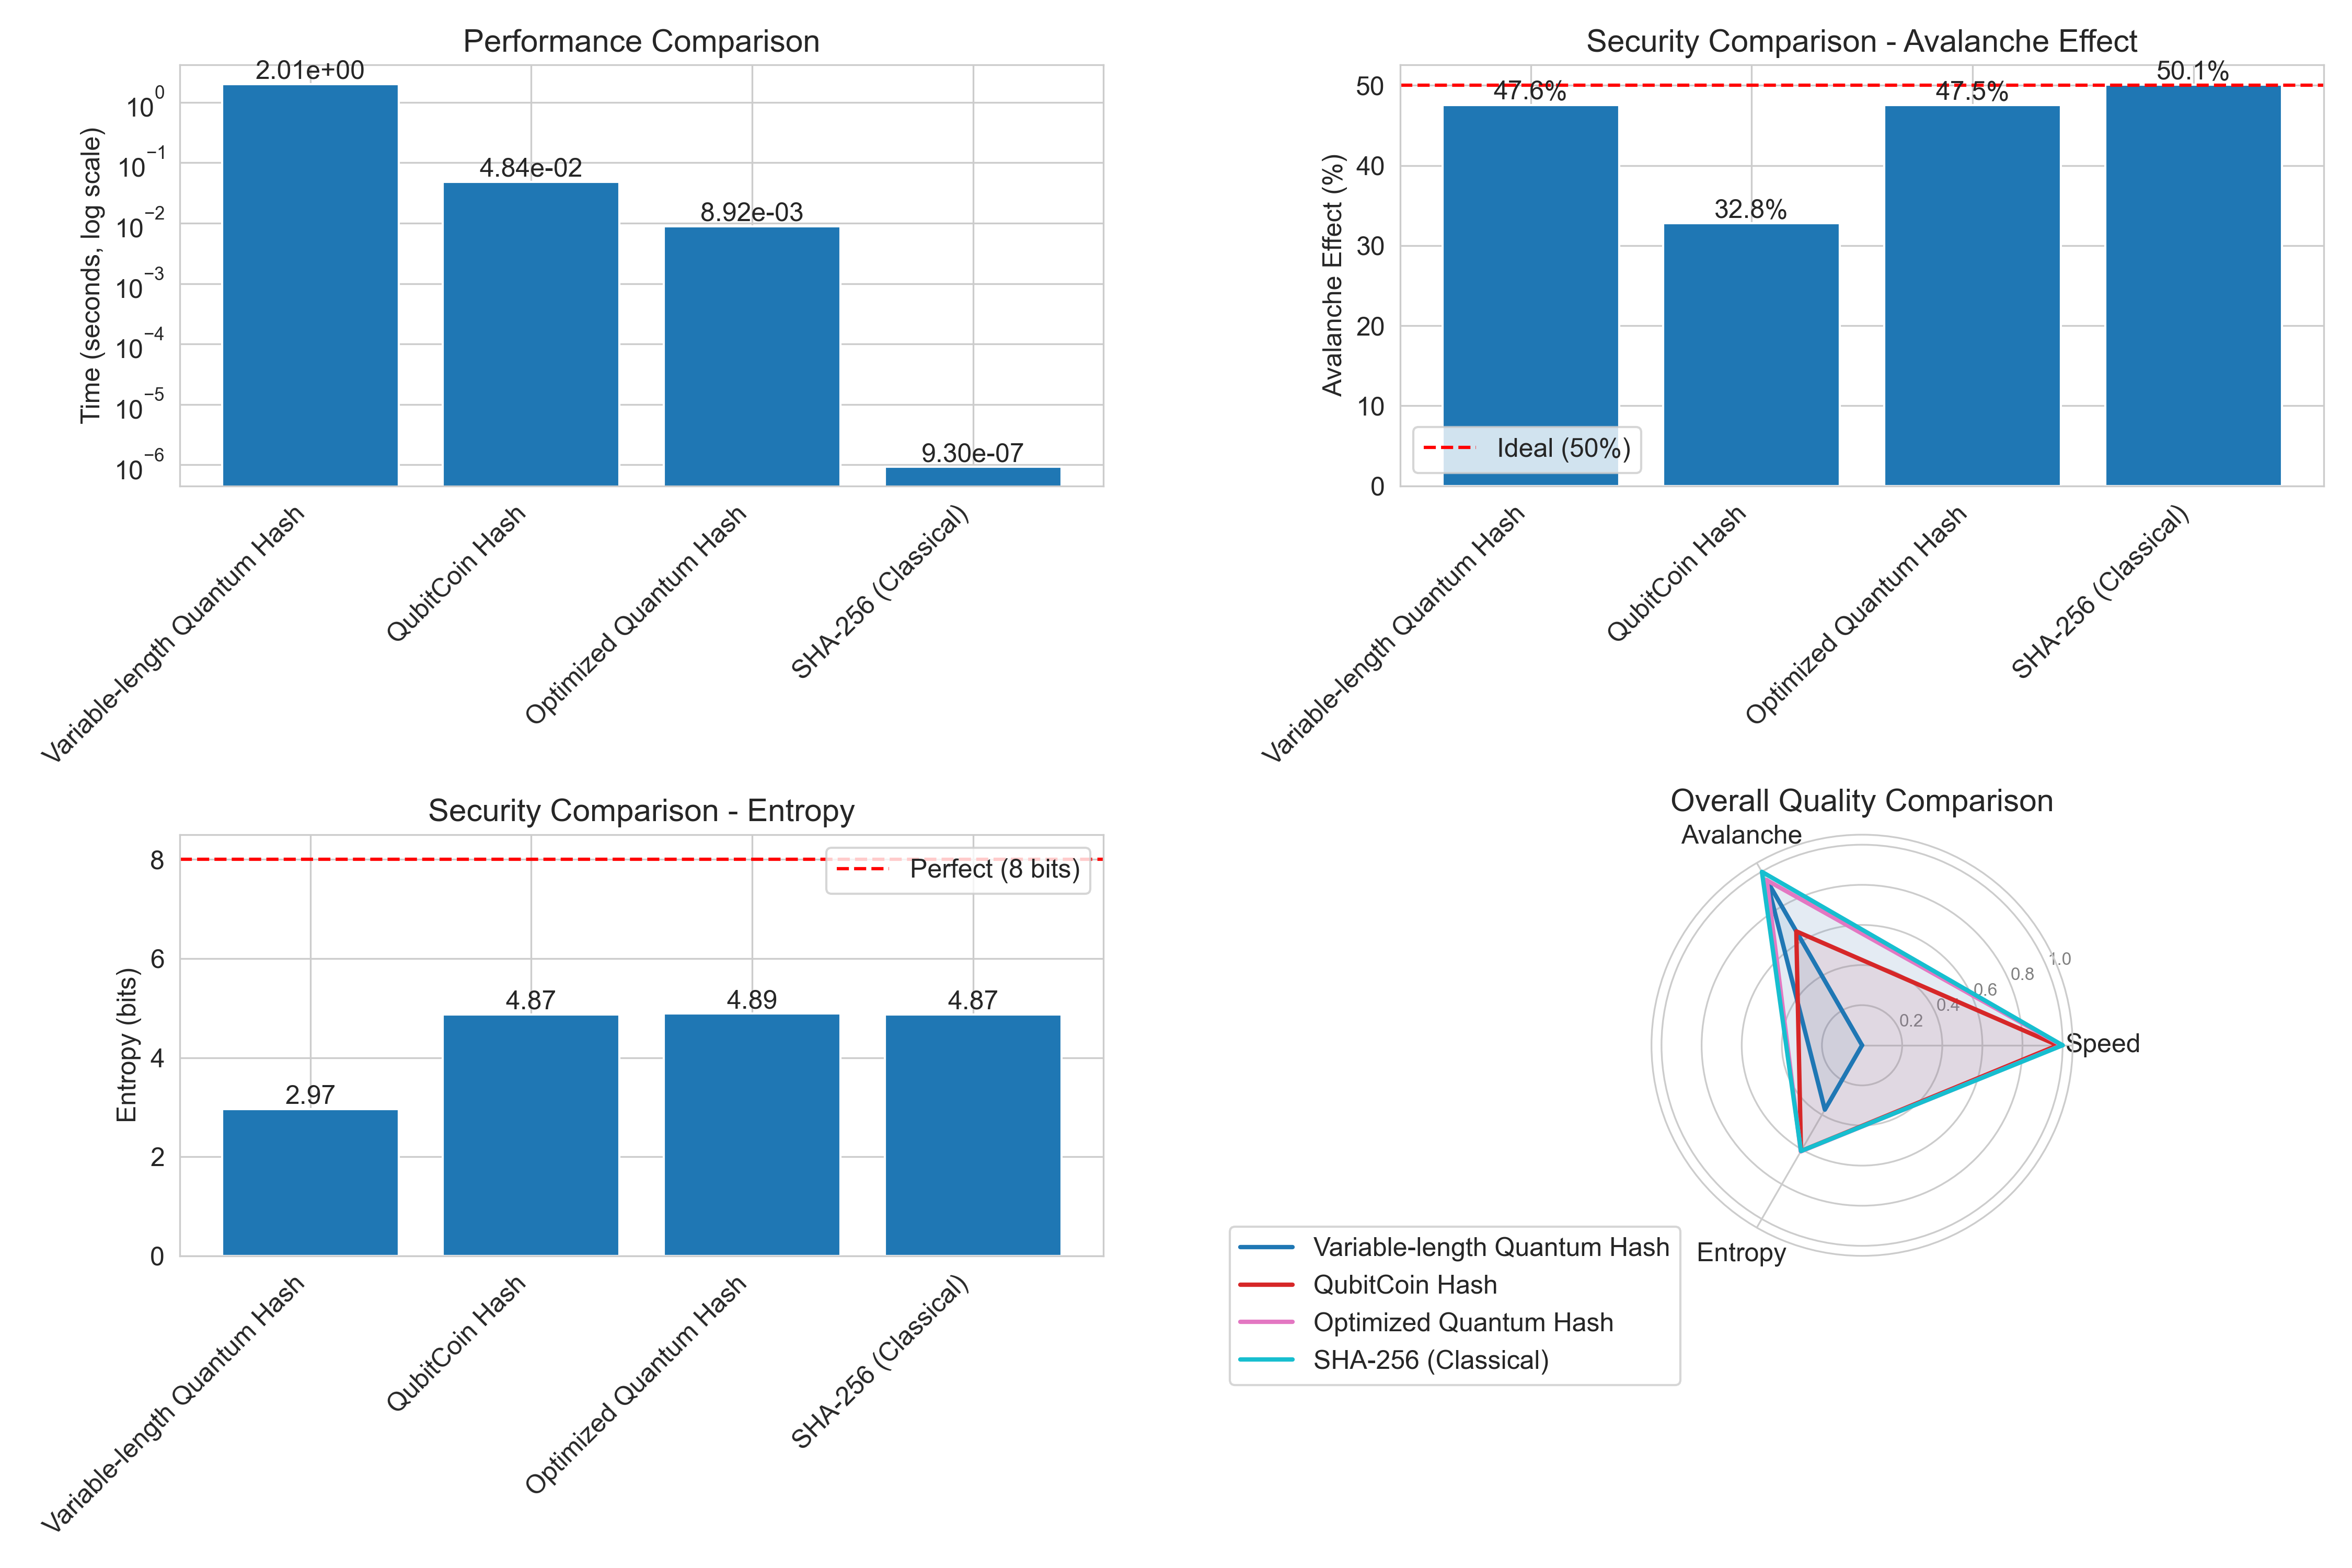 Performance Comparison
Time (seconds, log scale)
10⁰
10⁻¹
10⁻²
10⁻³
10⁻⁴
10⁻⁵
10⁻⁶
2.01e+00
4.84e-02
8.92e-03
9.30e-07
Variable-length Quantum Hash
QubitCoin Hash
Optimized Quantum Hash
SHA-256 (Classical)
Security Comparison - Avalanche Effect
Avalanche Effect (%)
50
40
30
20
10
0
47.6%
32.8%
47.5%
50.1%
Ideal (50%)
Variable-length Quantum Hash
QubitCoin Hash
Optimized Quantum Hash
SHA-256 (Classical)
Security Comparison - Entropy
Entropy (bits)
8
6
4
2
0
2.97
4.87
4.89
4.87
Perfect (8 bits)
Variable-length Quantum Hash
QubitCoin Hash
Optimized Quantum Hash
SHA-256 (Classical)
Overall Quality Comparison
Avalanche
Speed
Entropy
0.2
0.4
0.6
0.8
1.0
Variable-length Quantum Hash
QubitCoin Hash
Optimized Quantum Hash
SHA-256 (Classical)